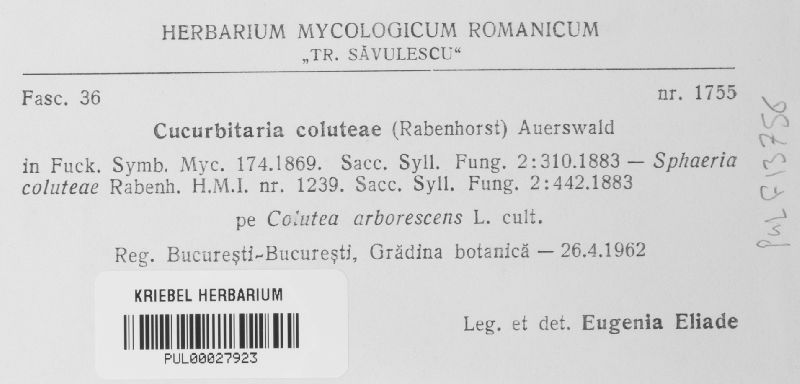 HERBARIUM MYCOLOGICUM ROMANICUM
„TR. SĂVULESCU“
Fasc. 36
nr. 1755
Cucurbitaria coluteae (Rabenhorst) Auerswald
in Fuck. Symb. Myc. 174.1869. Sacc. Syll. Fung. 2:310.1883 — Sphaeria
coluteae Rabenh. H.M.I. nr. 1239. Sacc. Syll. Fung. 2:442.1883
pe Colutea arborescens L. cult.
Reg. București-București, Grădina botanică — 26.4.1962
Leg. et det. Eugenia Eliade
KRIEBEL HERBARIUM
PUL00027923
PUL F13756